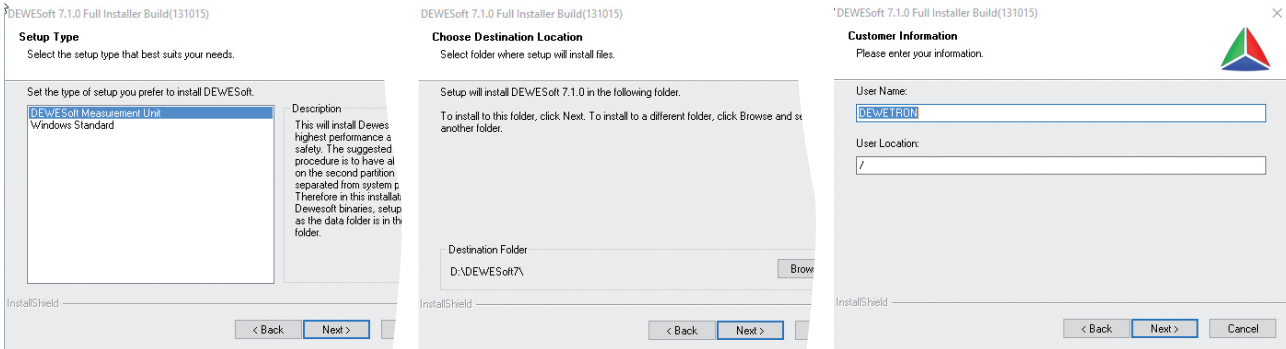 DEWESoft 7.1.0 Full Installer Build(131015)
Setup Type
Select the setup type that best suits your needs.
Set the type of setup you prefer to install DEWESoft.
DEWESoft Measurement Unit
Windows Standard
Description
This will install Dewes
highest performance a
safety. The suggested
procedure is to have al
on the second partition
separated from system p
Therefore in this installati
Dewesoft binaries, setup
as the data folder is in the
folder.
InstallShield
< Back
Next >
DEWESoft 7.1.0 Full Installer Build(131015)
Choose Destination Location
Select folder where setup will install files.
Setup will install DEWESoft 7.1.0 in the following folder.
To install to this folder, click Next. To install to a different folder, click Browse and se
another folder.
Destination Folder
D:\DEWESoft7\
Brow
InstallShield
< Back
Next >
DEWESoft 7.1.0 Full Installer Build(131015)
Customer Information
Please enter your information.
User Name:
DEWETRON
User Location:
/
InstallShield
< Back
Next >
Cancel